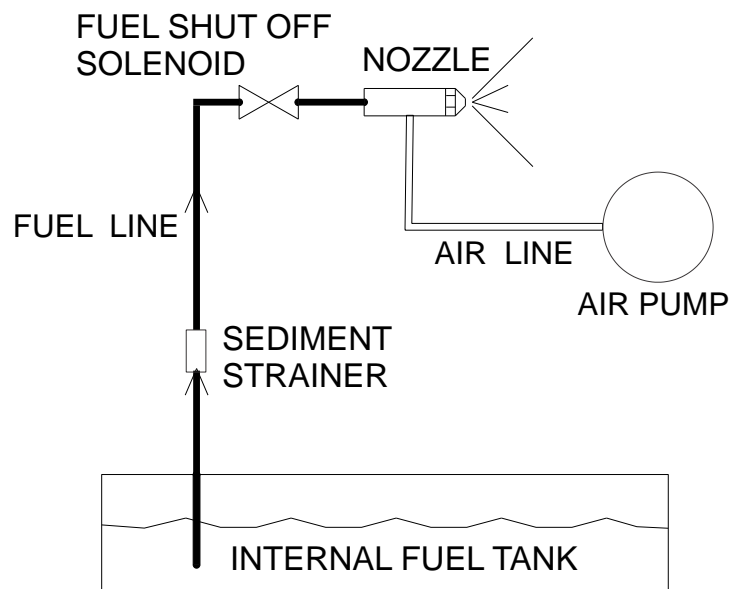 FUEL SHUT OFF
SOLENOID
NOZZLE
FUEL LINE
AIR LINE
AIR PUMP
SEDIMENT
STRAINER
INTERNAL FUEL TANK